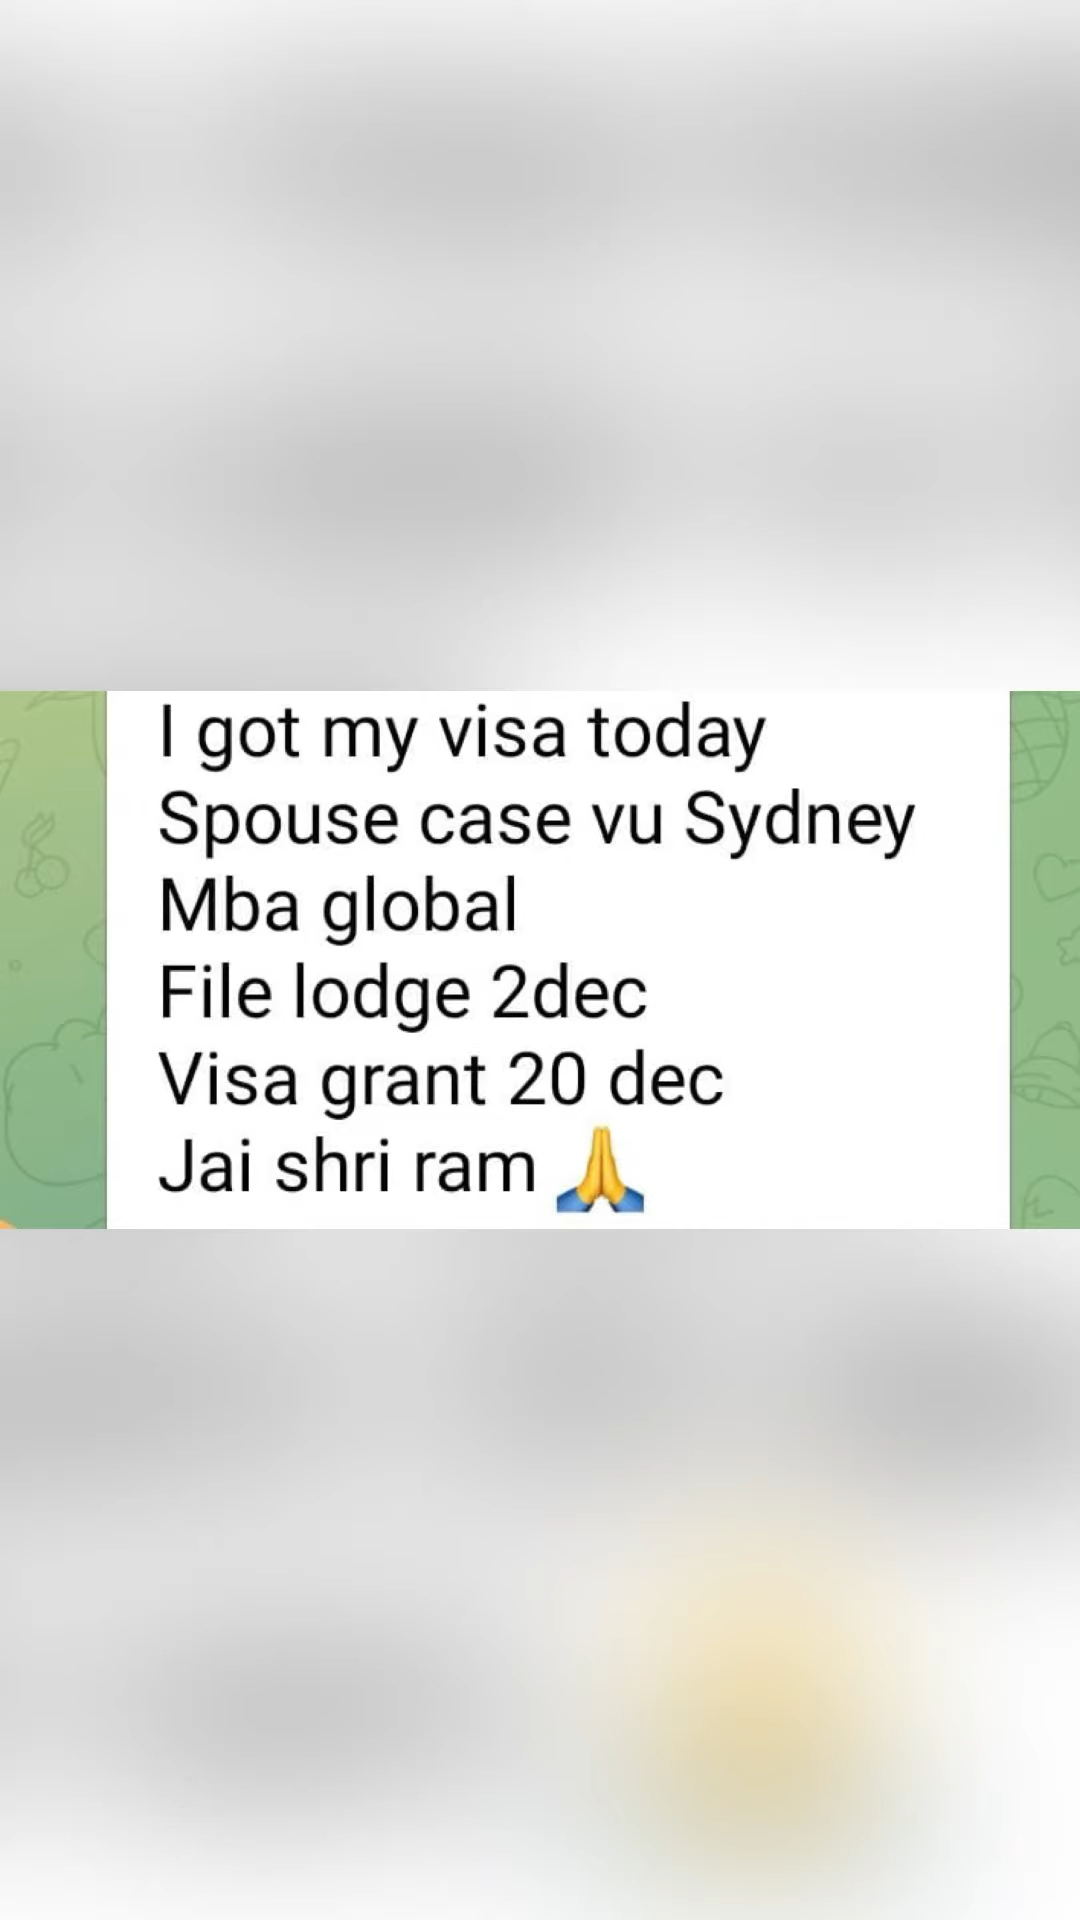 I got my visa today
Spouse case vu Sydney
Mba global
File lodge 2dec
Visa grant 20 dec
Jai shri ram 🙏